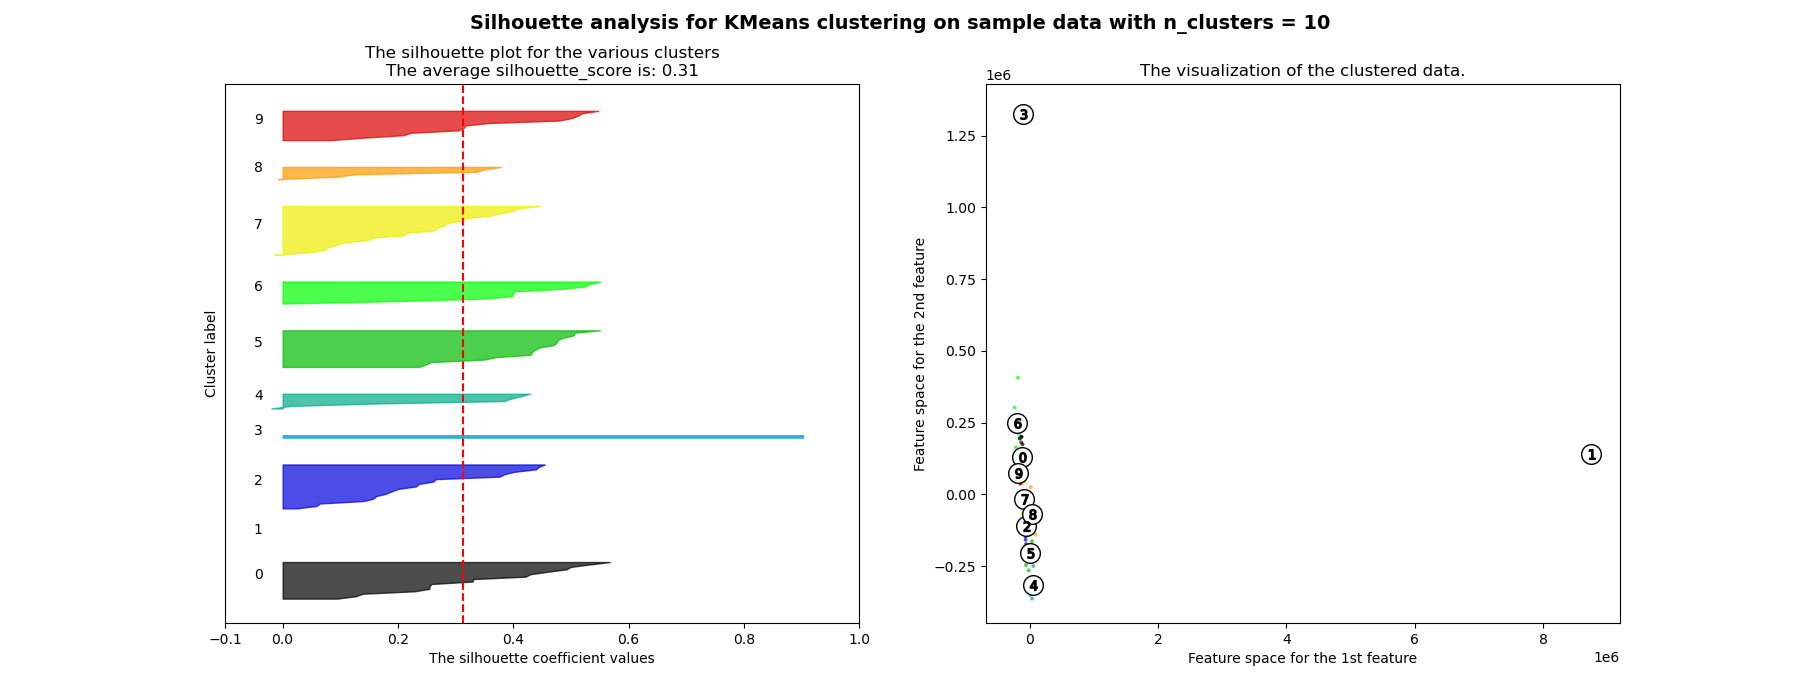 Silhouette analysis for KMeans clustering on sample data with n_clusters = 10
The silhouette plot for the various clusters
The average silhouette_score is: 0.31
9
8
7
6
5
4
3
2
1
0
Cluster label
−0.1 0.0 0.2 0.4 0.6 0.8 1.0
The silhouette coefficient values
The visualization of the clustered data.
1e6
1.25
1.00
0.75
0.50
0.25
0.00
−0.25
Feature space for the 2nd feature
3
6
0
9
7
8
2
5
4
1
0 2 4 6 8
1e6
Feature space for the 1st feature